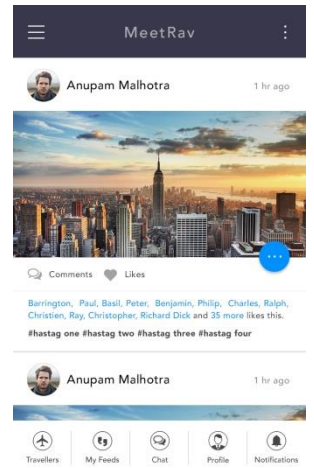 MeetRav
Anupam Malhotra
1 hr ago
Comments
Likes
Barrington, Paul, Basil, Peter, Benjamin, Philip, Charles, Ralph,
Christien, Ray, Christopher, Richard Dick and 35 more likes this.
#hastag one #hastag two #hastag three #hastag four
Anupam Malhotra
1 hr ago
Travellers
My Feeds
Chat
Profile
Notifications